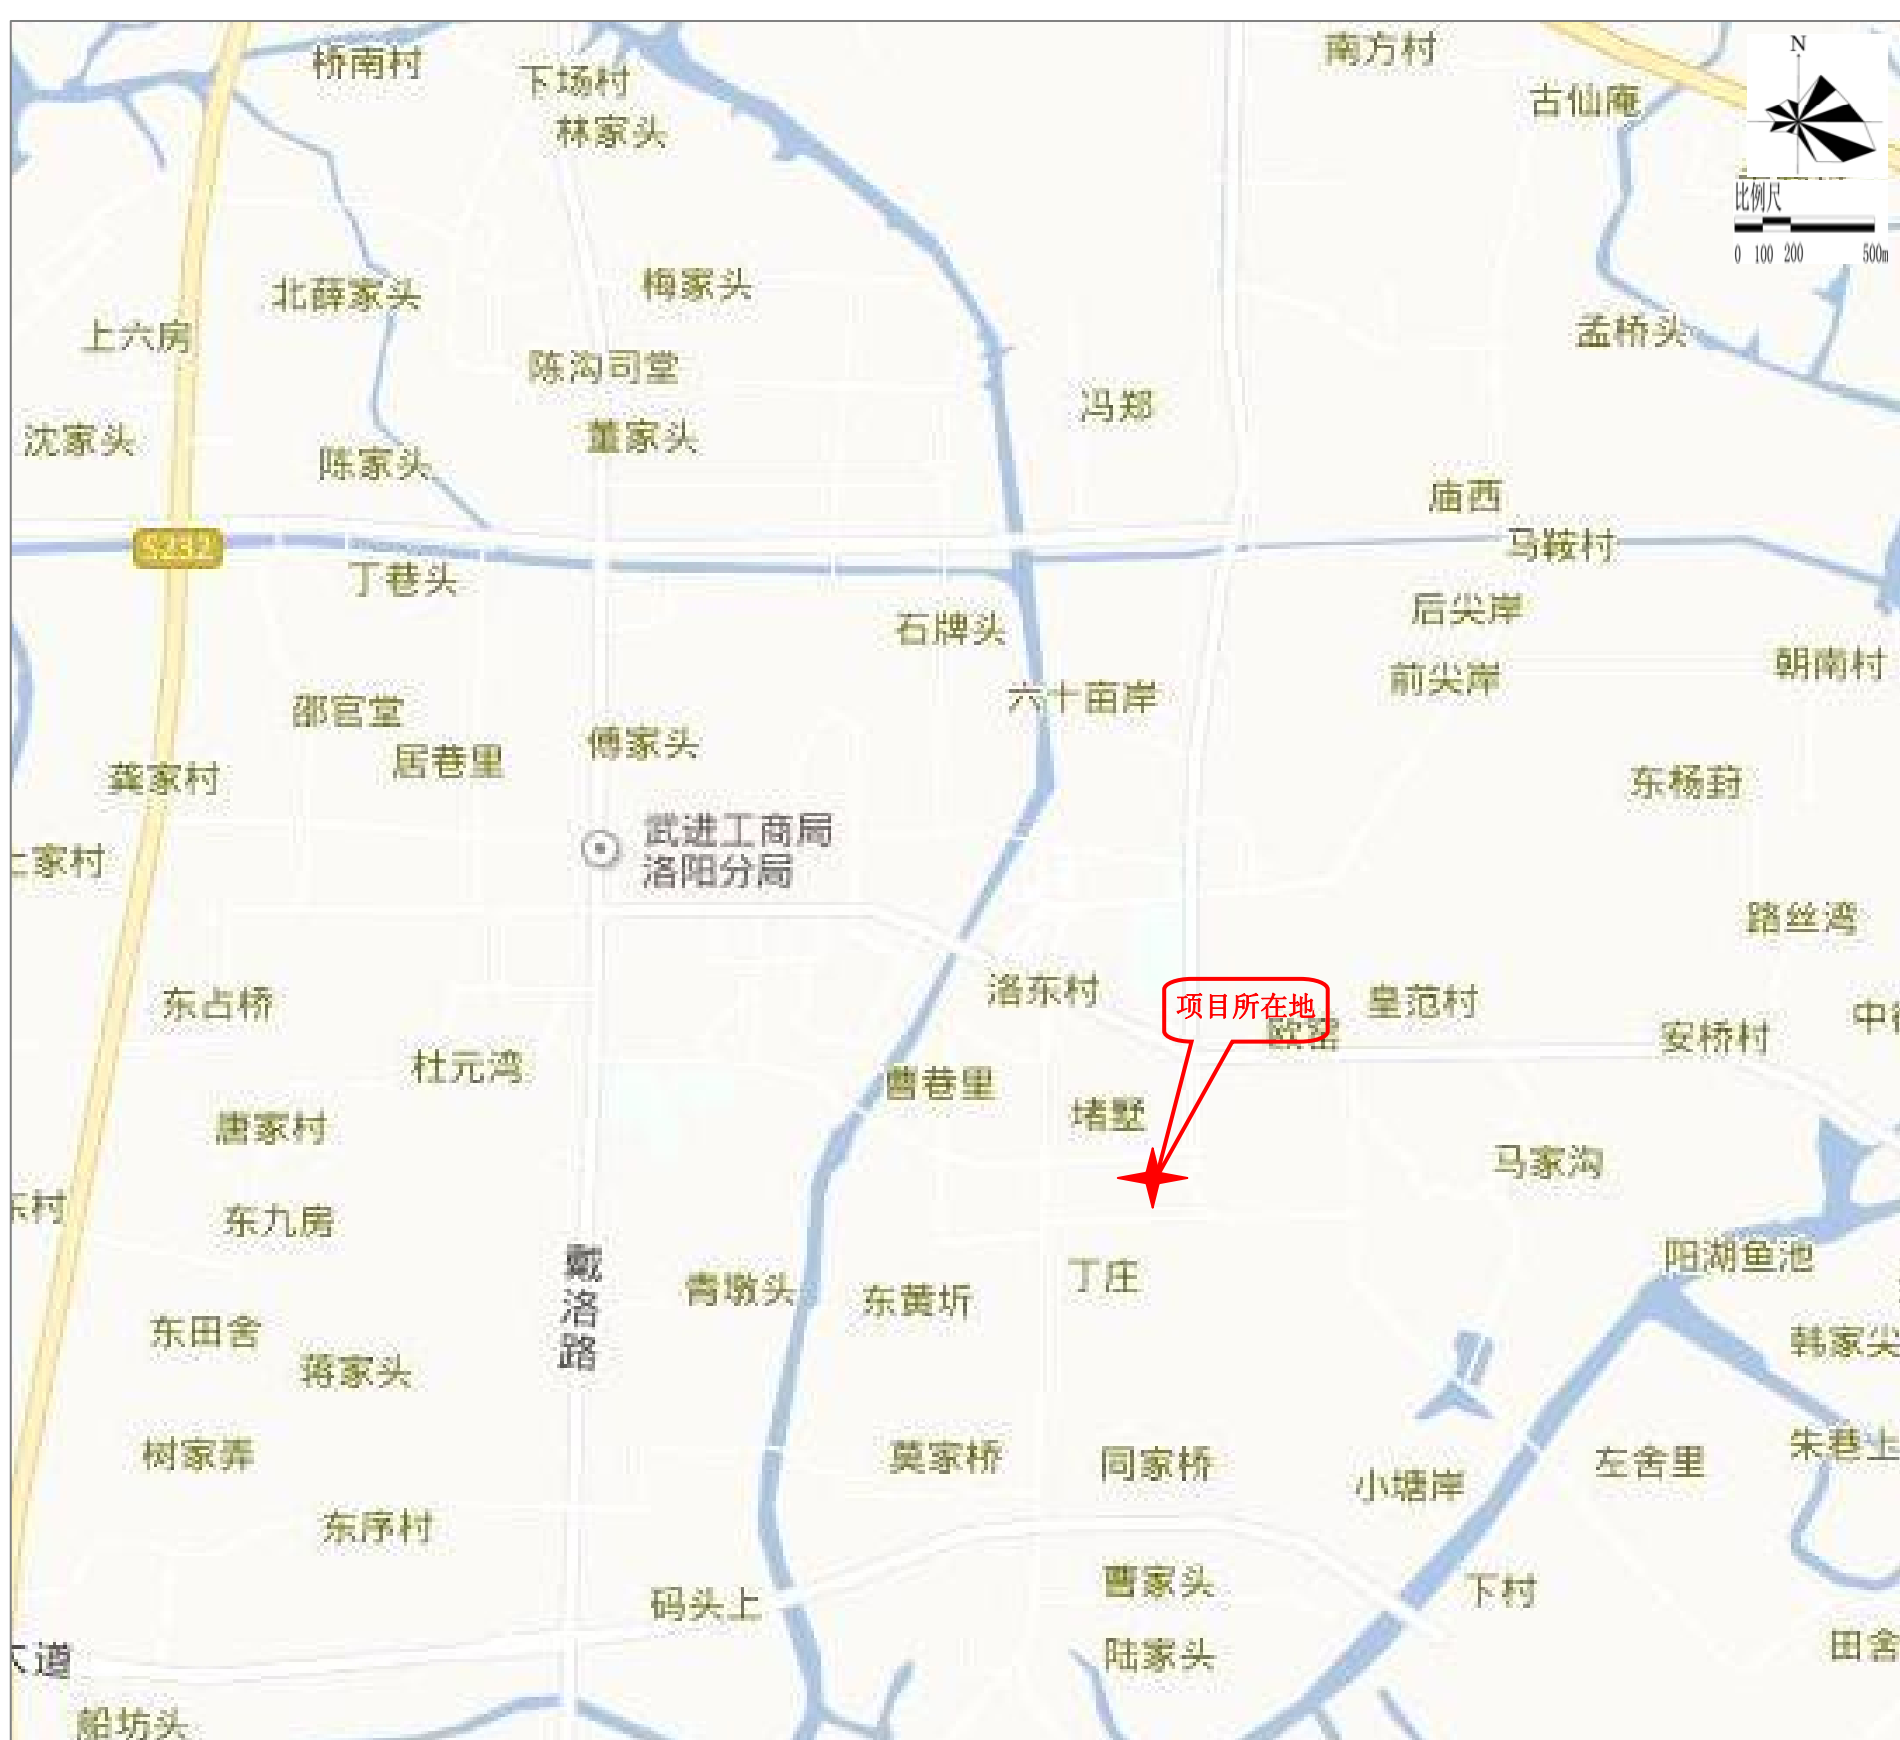 桥南村
下场村
林家头
南方村
古仙庵
N
比例尺
0 100 200 500m
北薛家头
梅家头
上六房
陈沟司堂
孟桥头
冯郑
沈家头
陈家头
董家头
庙西
马鞍村
S232
丁巷头
石牌头
后尖岸
前尖岸
朝南村
六十亩岸
邵官堂
居巷里
傅家头
龚家村
东杨葑
武进工商局
洛阳分局
家村
路丝湾
东占桥
洛东村
项目所在地
欧窑
皇范村
安桥村
中
杜元湾
曹巷里
堵墅
唐家村
马家沟
村
东九房
戴洛路
青墩头
东黄圻
丁庄
阳湖鱼池
东田舍
蒋家头
韩家尖
树家弄
莫家桥
同家桥
小塘岸
左舍里
朱巷上
东序村
码头上
曹家头
下村
陆家头
田舍
道
船坊头